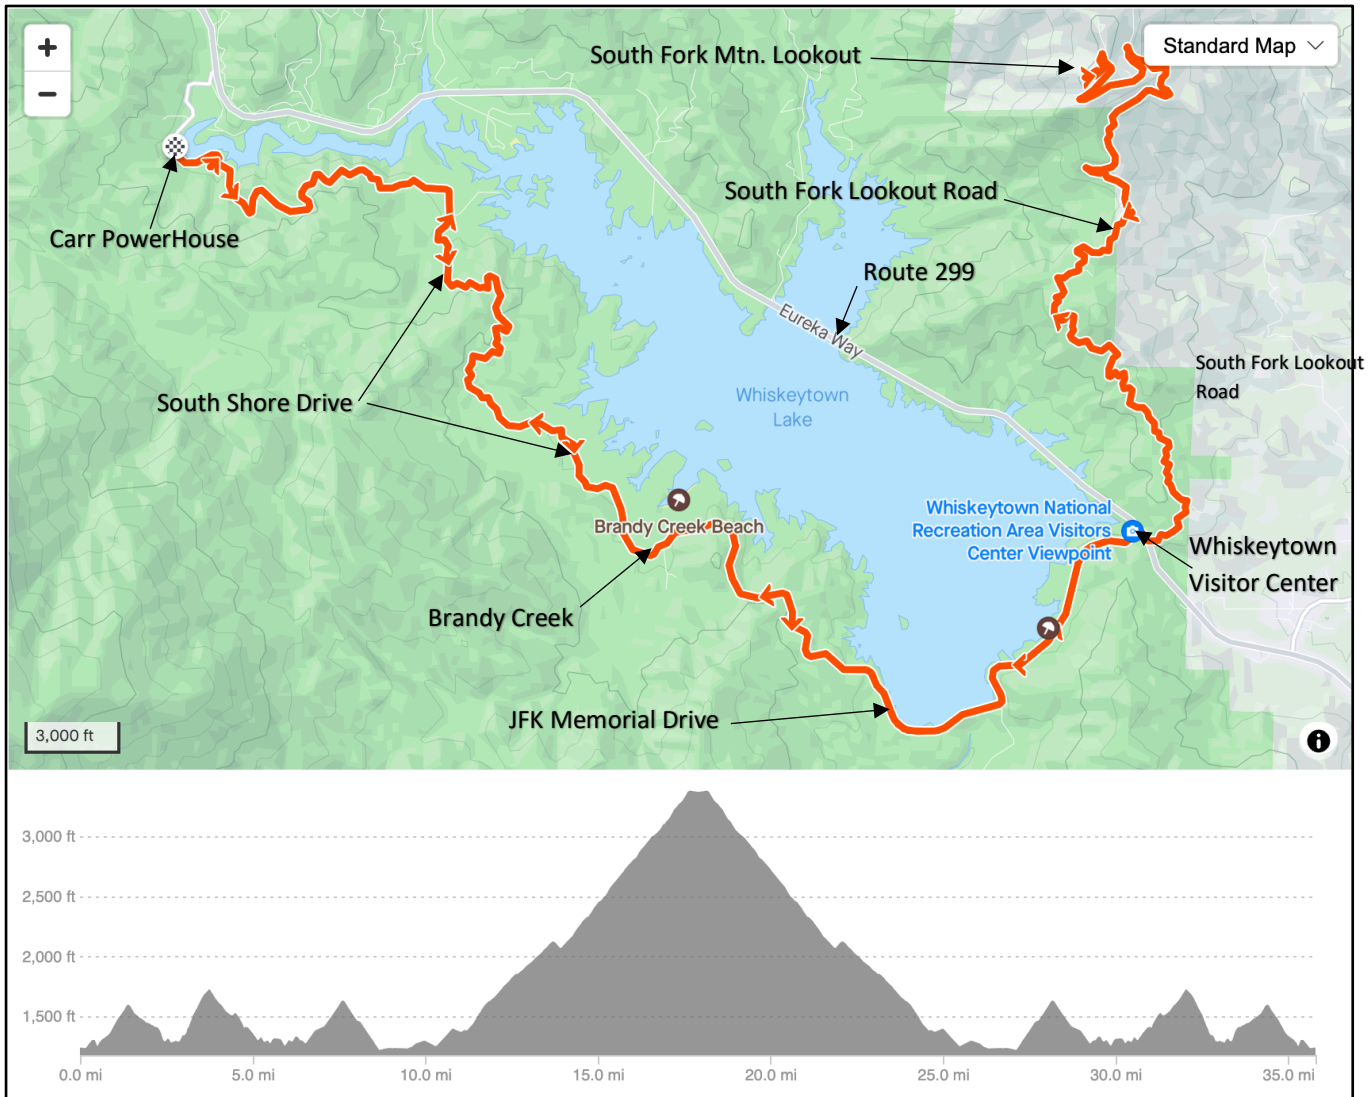 +
−
Standard Map
South Fork Mtn. Lookout
South Fork Lookout Road
Carr PowerHouse
Route 299
Eureka Way
South Fork Lookout
Road
South Shore Drive
Whiskeytown
Lake
Whiskeytown National
Recreation Area Visitors
Center Viewpoint
Brandy Creek Beach
Whiskeytown
Visitor Center
Brandy Creek
JFK Memorial Drive
3,000 ft
i
3,000 ft
2,500 ft
2,000 ft
1,500 ft
0.0 mi 5.0 mi 10.0 mi 15.0 mi 20.0 mi 25.0 mi 30.0 mi 35.0 mi